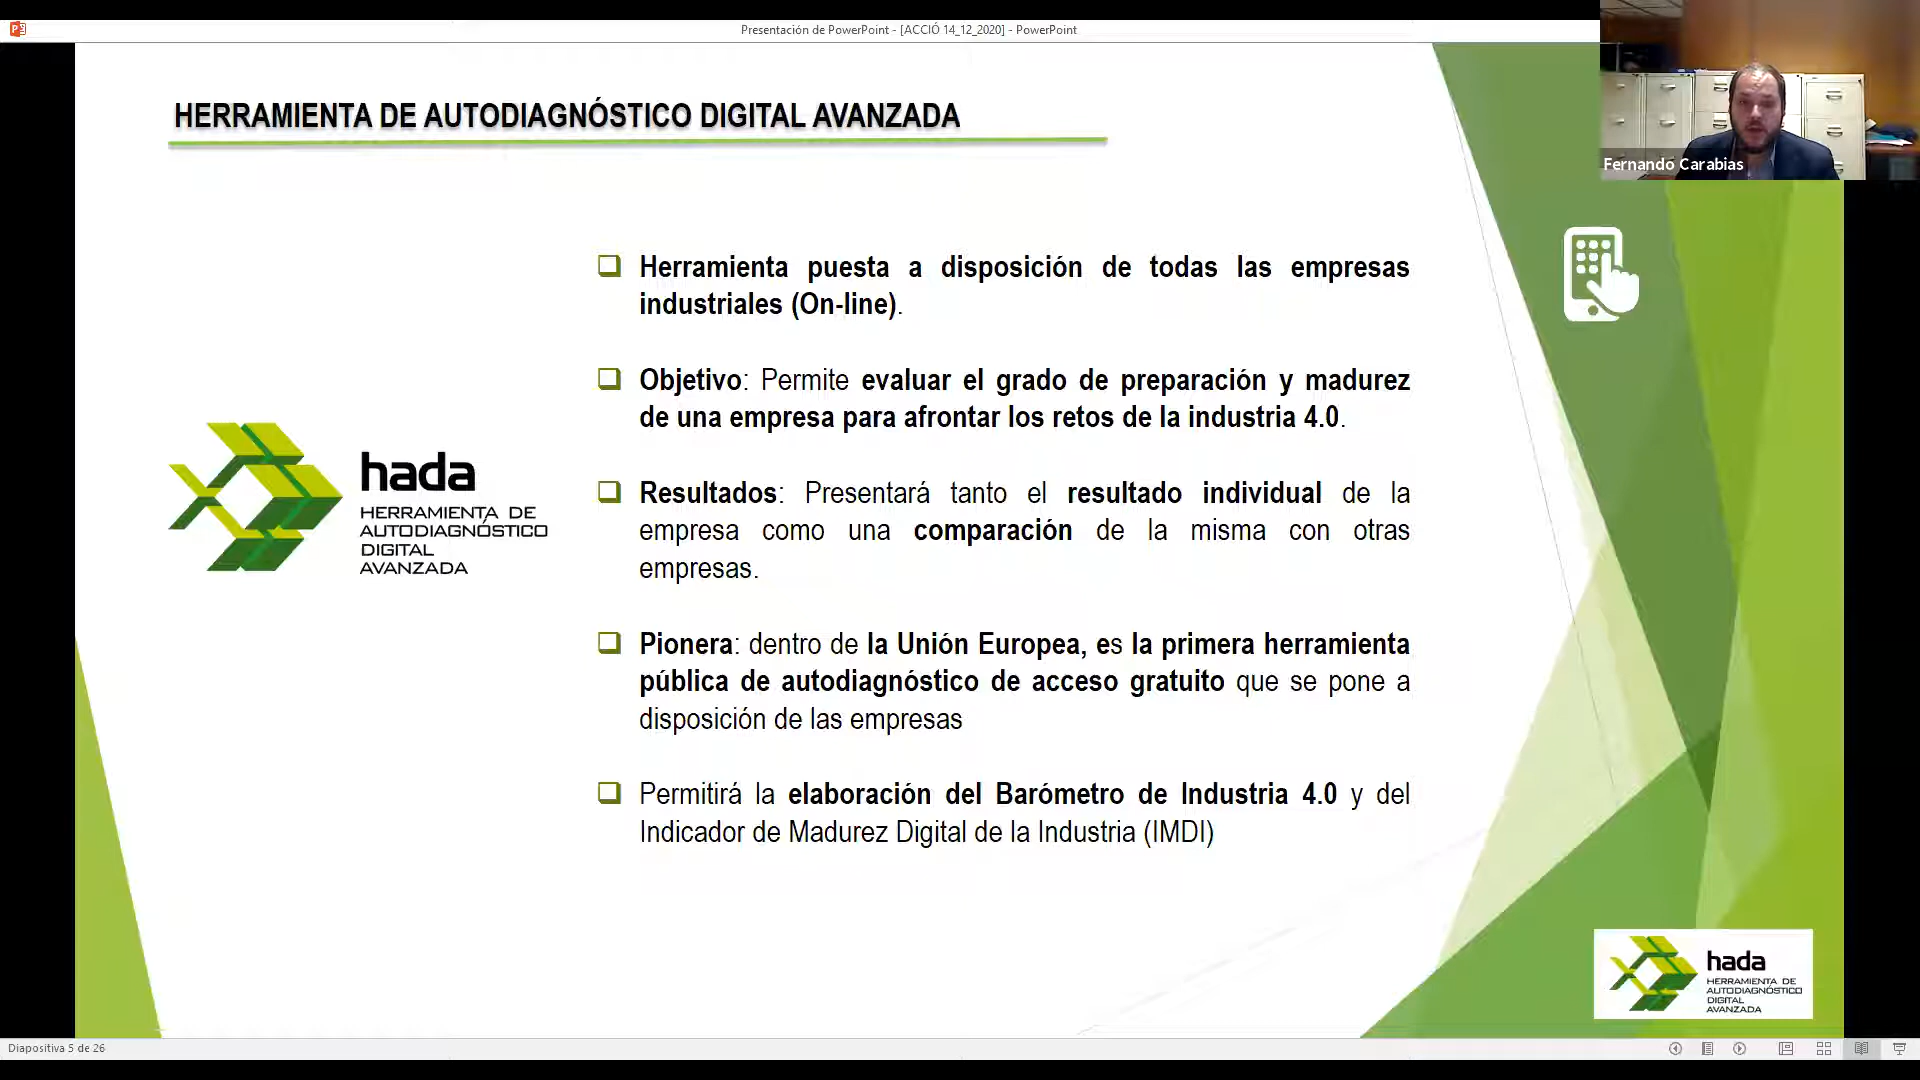 Presentación de PowerPoint - [ACCIÓ 14_12_2020] - PowerPoint
Fernando Carabias
HERRAMIENTA DE AUTODIAGNÓSTICO DIGITAL AVANZADA
hada
HERRAMIENTA DE
AUTODIAGNÓSTICO
DIGITAL
AVANZADA
Herramienta puesta a disposición de todas las empresas
industriales (On-line).
Objetivo: Permite evaluar el grado de preparación y madurez
de una empresa para afrontar los retos de la industria 4.0.
Resultados: Presentará tanto el resultado individual de la
empresa como una comparación de la misma con otras
empresas.
Pionera: dentro de la Unión Europea, es la primera herramienta
pública de autodiagnóstico de acceso gratuito que se pone a
disposición de las empresas
Permitirá la elaboración del Barómetro de Industria 4.0 y del
Indicador de Madurez Digital de la Industria (IMDI)
hada
HERRAMIENTA DE
AUTODIAGNÓSTICO
DIGITAL
AVANZADA
Diapositiva 5 de 26